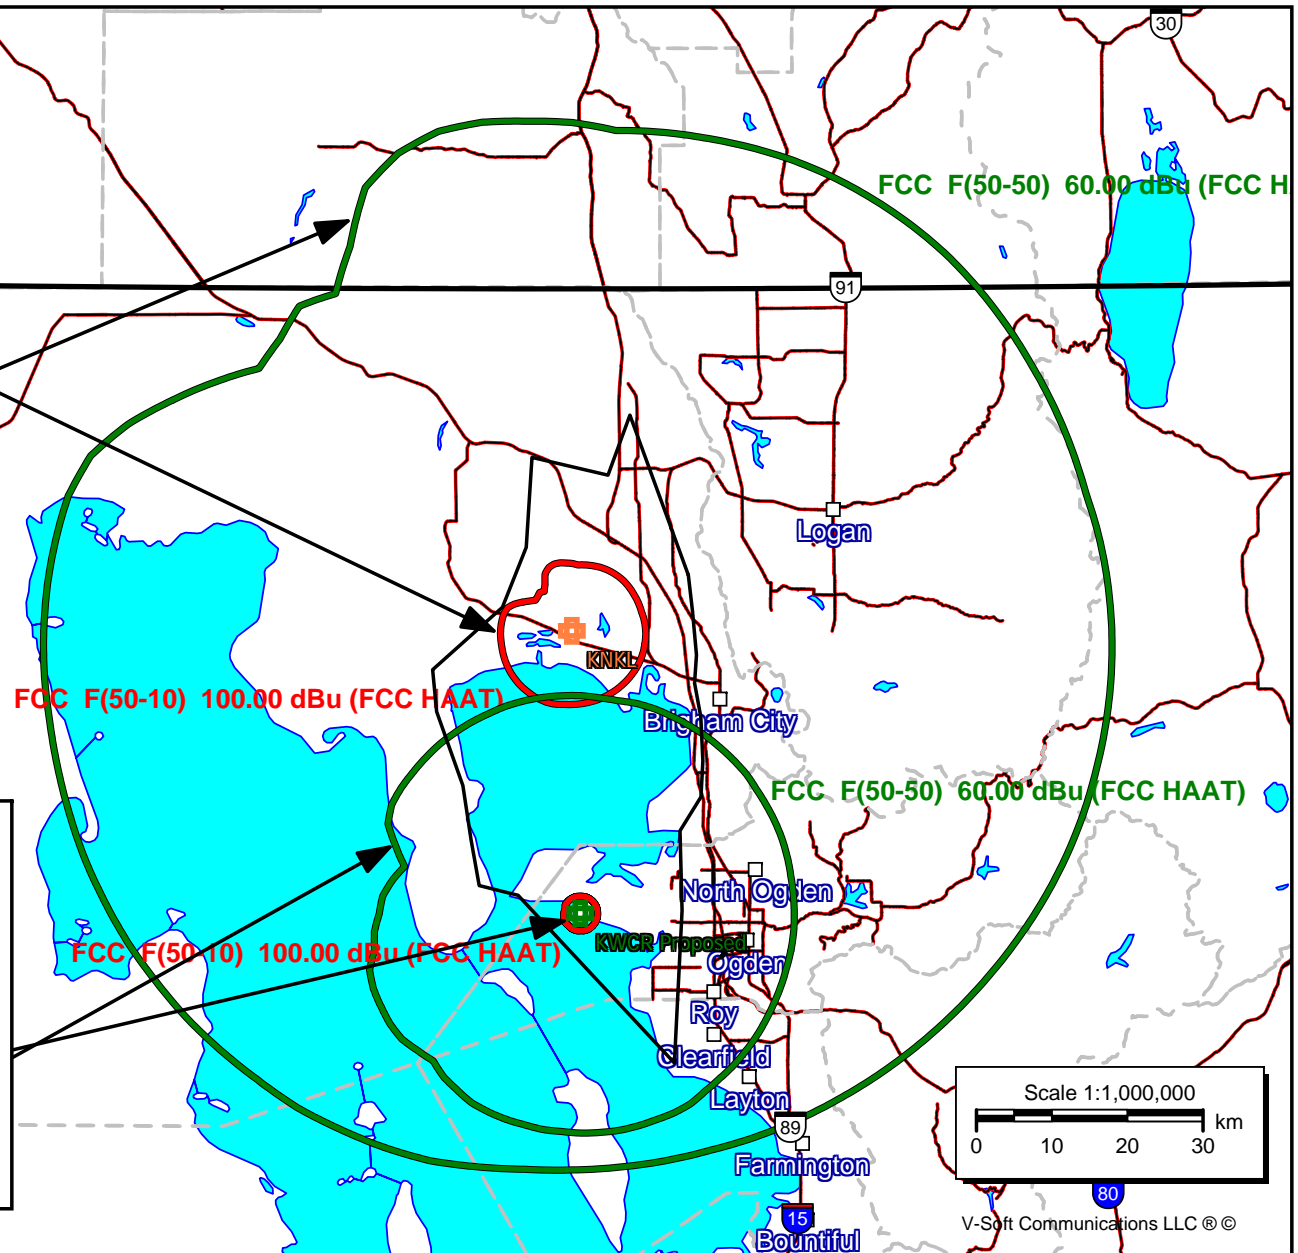 30
FCC F(50-50) 60.00 dBu (FCC H
91
Logan
KNKL
FCC F(50-10) 100.00 dBu (FCC HAAT)
Brigham City
FCC F(50-50) 60.00 dBu (FCC HAAT)
North Ogden
KWCR Proposed
FCC F(50-10) 100.00 dBu (FCC HAAT)
Ogden
Roy
Clearfield
Layton
Scale 1:1,000,000
km
0 10 20 30
89
Farmington
80
15
V-Soft Communications LLC ® ©
Bountiful